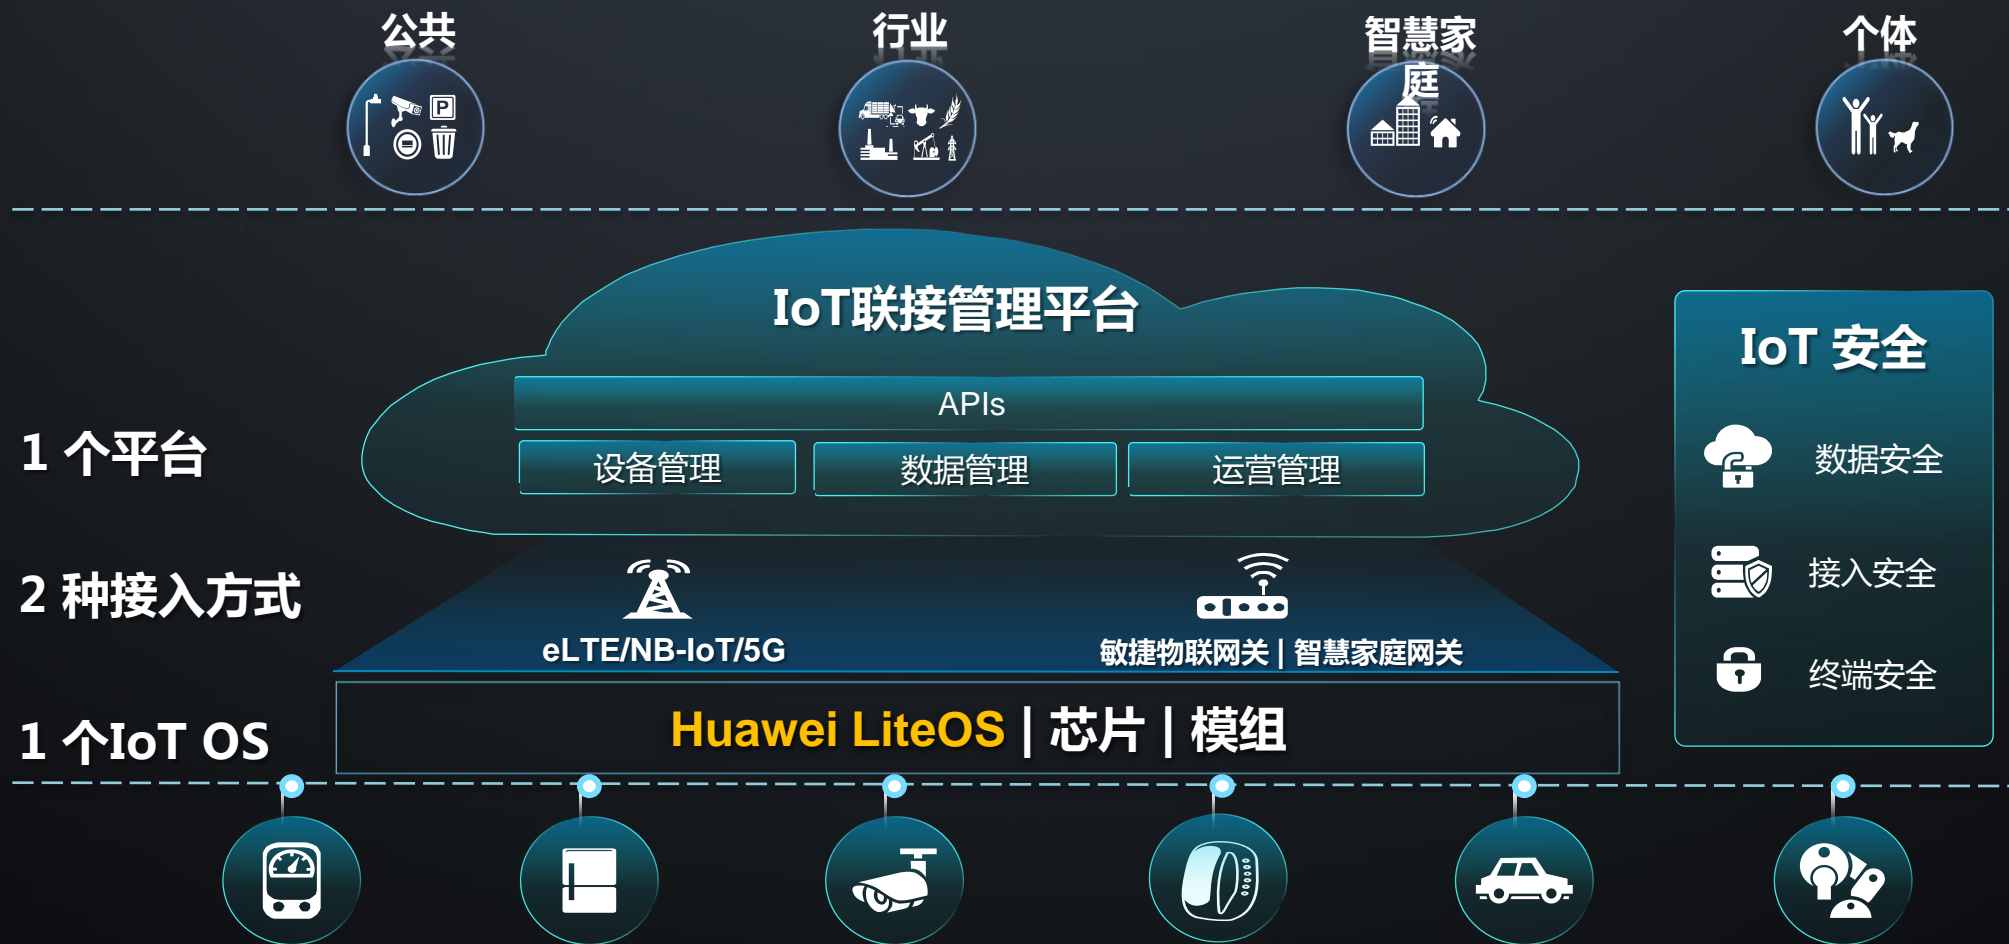 公共
行业
智慧家
庭
个体
P
IoT联接管理平台
APIs
设备管理
数据管理
运营管理
1 个平台
2 种接入方式
eLTE/NB-IoT/5G
敏捷物联网关 | 智慧家庭网关
1 个IoT OS
Huawei LiteOS | 芯片 | 模组
IoT 安全
数据安全
接入安全
终端安全